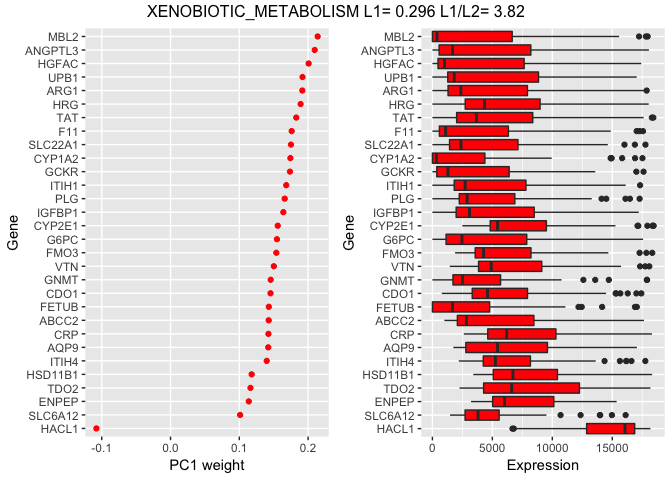 XENOBIOTIC_METABOLISM L1= 0.296 L1/L2= 3.82
Gene
MBL2
ANGPTL3
HGFAC
UPB1
ARG1
HRG
TAT
F11
SLC22A1
CYP1A2
GCKR
ITIH1
PLG
IGFBP1
CYP2E1
G6PC
FMO3
VTN
GNMT
CDO1
FETUB
ABCC2
CRP
AQP9
ITIH4
HSD11B1
TDO2
ENPEP
SLC6A12
HACL1
-0.1 0.0 0.1 0.2
PC1 weight
Gene
MBL2
ANGPTL3
HGFAC
UPB1
ARG1
HRG
TAT
F11
SLC22A1
CYP1A2
GCKR
ITIH1
PLG
IGFBP1
CYP2E1
G6PC
FMO3
VTN
GNMT
CDO1
FETUB
ABCC2
CRP
AQP9
ITIH4
HSD11B1
TDO2
ENPEP
SLC6A12
HACL1
0 5000 10000 15000
Expression